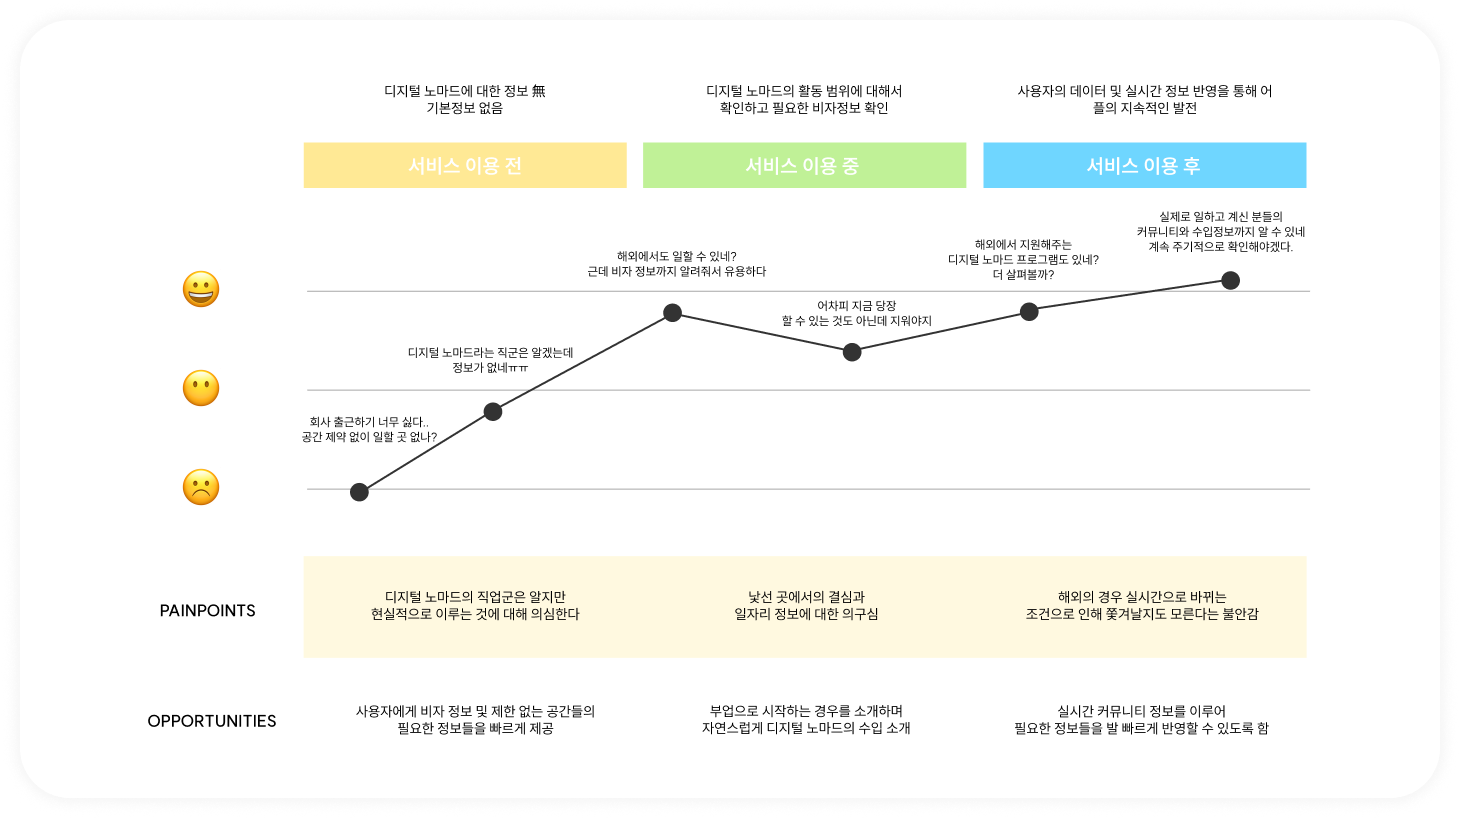 디지털 노마드에 대한 정보 無
기본정보 없음
디지털 노마드의 활동 범위에 대해서
확인하고 필요한 비자정보 확인
사용자의 데이터 및 실시간 정보 반영을 통해 어
플의 지속적인 발전
서비스 이용 전
서비스 이용 중
서비스 이용 후
회사 출근하기 너무 싫다..
공간 제약 없이 일할 곳 없나?
디지털 노마드라는 직군은 알겠는데
정보가 없네ㅠㅠ
해외에서도 일할 수 있네?
근데 비자 정보까지 알려줘서 유용하다
어차피 지금 당장
할 수 있는 것도 아닌데 지워야지
해외에서 지원해주는
디지털 노마드 프로그램도 있네?
더 살펴볼까?
실제로 일하고 계신 분들의
커뮤니티와 수입정보까지 알 수 있네
계속 주기적으로 확인해야겠다.
PAINPOINTS
디지털 노마드의 직업군은 알지만
현실적으로 이루는 것에 대해 의심한다
낯선 곳에서의 결심과
일자리 정보에 대한 의구심
해외의 경우 실시간으로 바뀌는
조건으로 인해 쫓겨날지도 모른다는 불안감
OPPORTUNITIES
사용자에게 비자 정보 및 제한 없는 공간들의
필요한 정보들을 빠르게 제공
부업으로 시작하는 경우를 소개하며
자연스럽게 디지털 노마드의 수입 소개
실시간 커뮤니티 정보를 이루어
필요한 정보들을 발 빠르게 반영할 수 있도록 함